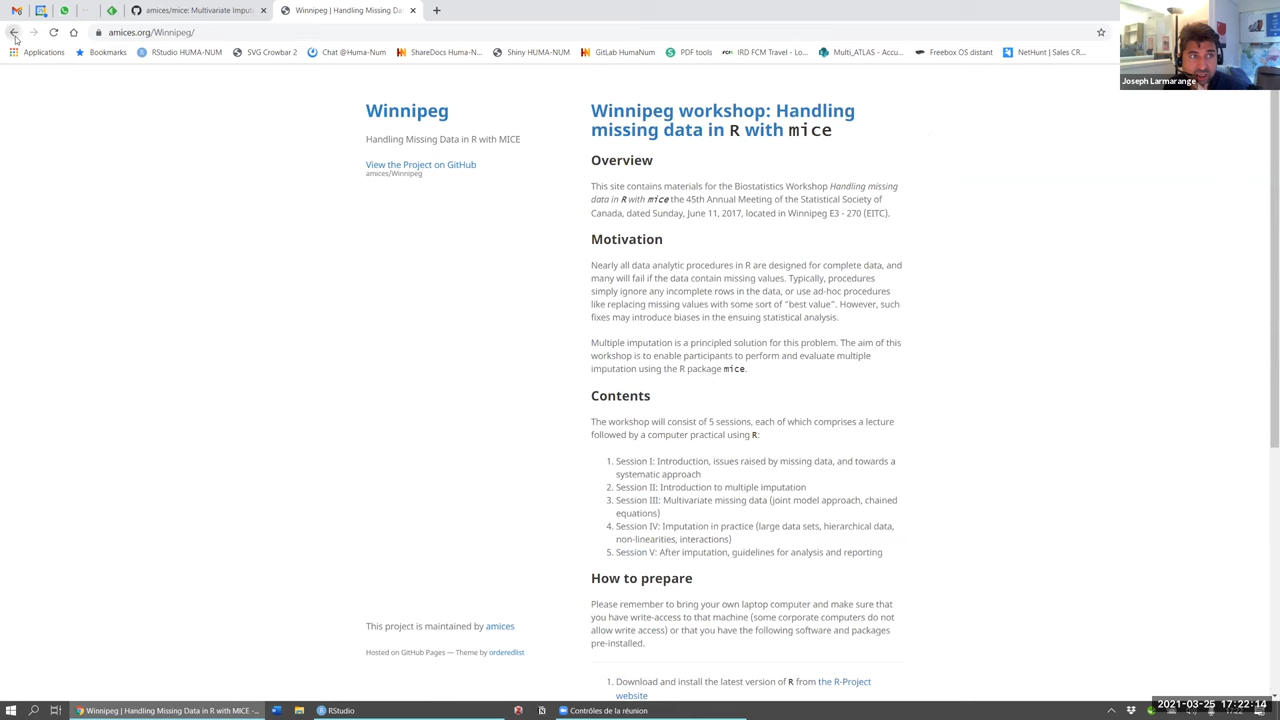 amices/mice: Multivariate Imput
Winnipeg | Handling Missing Da
amices.org/Winnipeg/
Applications
Bookmarks
RStudio HUMA-NUM
SVG Crowbar 2
Chat @Huma-Num
ShareDocs Huma-N...
Shiny HUMA-NUM
GitLab HumaNum
PDF tools
IRD FCM Travel - Lo...
Multi_ATLAS - Accu...
Freebox OS distant
NetHunt | Sales CR...
Joseph Larmarange
Winnipeg
Handling Missing Data in R with MICE
View the Project on GitHub
amices/Winnipeg
This project is maintained by amices
Hosted on GitHub Pages — Theme by orderedlist
Winnipeg workshop: Handling
missing data in R with mice
Overview
This site contains materials for the Biostatistics Workshop Handling missing
data in R with mice the 45th Annual Meeting of the Statistical Society of
Canada, dated Sunday, June 11, 2017, located in Winnipeg E3 - 270 (EITC).
Motivation
Nearly all data analytic procedures in R are designed for complete data, and
many will fail if the data contain missing values. Typically, procedures
simply ignore any incomplete rows in the data, or use ad-hoc procedures
like replacing missing values with some sort of "best value". However, such
fixes may introduce biases in the ensuing statistical analysis.
Multiple imputation is a principled solution for this problem. The aim of this
workshop is to enable participants to perform and evaluate multiple
imputation using the R package mice.
Contents
The workshop will consist of 5 sessions, each of which comprises a lecture
followed by a computer practical using R:
1. Session I: Introduction, issues raised by missing data, and towards a
systematic approach
2. Session II: Introduction to multiple imputation
3. Session III: Multivariate missing data (joint model approach, chained
equations)
4. Session IV: Imputation in practice (large data sets, hierarchical data,
non-linearities, interactions)
5. Session V: After imputation, guidelines for analysis and reporting
How to prepare
Please remember to bring your own laptop computer and make sure that
you have write-access to that machine (some corporate computers do not
allow write access) or that you have the following software and packages
pre-installed.
1. Download and install the latest version of R from the R-Project
website
Winnipeg | Handling Missing Data in R with MICE -...
RStudio
Contrôles de la réunion
2021-03-25 17:22:14